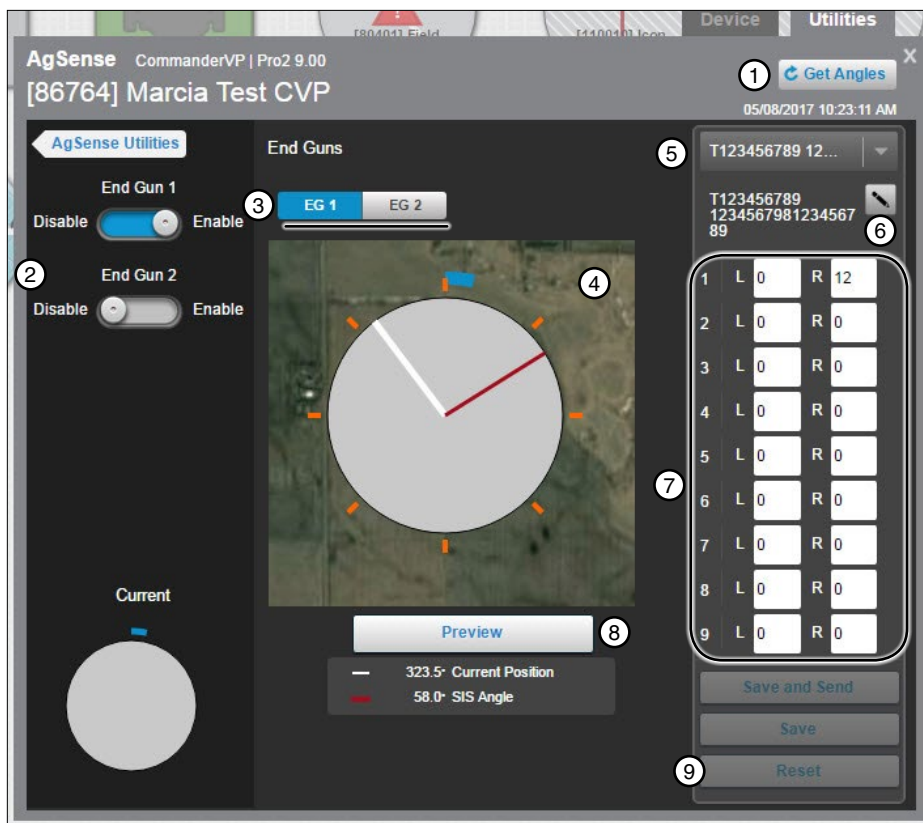 Device
Utilities
[80401] Field
[110010] Icon
AgSense CommanderVP | Pro2 9.00
X
[86764] Marcia Test CVP
1
Get Angles
05/08/2017 10:23:11 AM
AgSense Utilities
End Gun 1
Disable
Enable
2
End Gun 2
Disable
Enable
Current
End Guns
3
EG 1
EG 2
4
Preview
8
323.5° Current Position
58.0° SIS Angle
5
T123456789 12...
T123456789
1234567981234567
89
6
7
1 L 0 R 12
2 L 0 R 0
3 L 0 R 0
4 L 0 R 0
5 L 0 R 0
6 L 0 R 0
7 L 0 R 0
8 L 0 R 0
9 L 0 R 0
Save and Send
Save
9
Reset